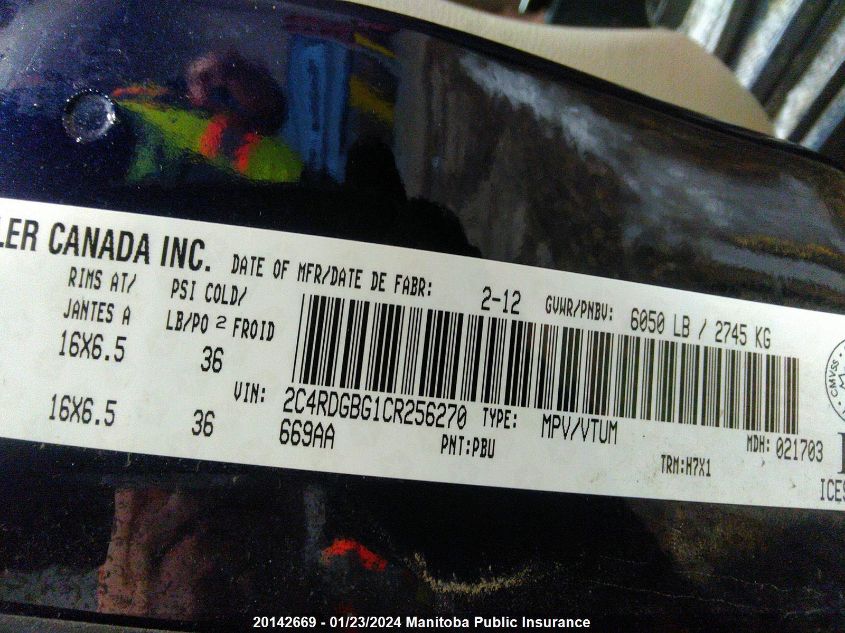 LER CANADA INC. DATE OF MFR/DATE DE FABR: 2-12 GVWR/PNBV: 6050 LB / 2745 KG
RIMS AT/ PSI COLD/
JANTES A LB/PO 2 FROID
16X6.5 36
VIN: 2C4RDGBG1CR256270 TYPE: MPV/VTUM MDH: 021703
16X6.5 36 669AA PNT:PBU TRM:H7X1
CMVSS
ICES
20142669 - 01/23/2024 Manitoba Public Insurance